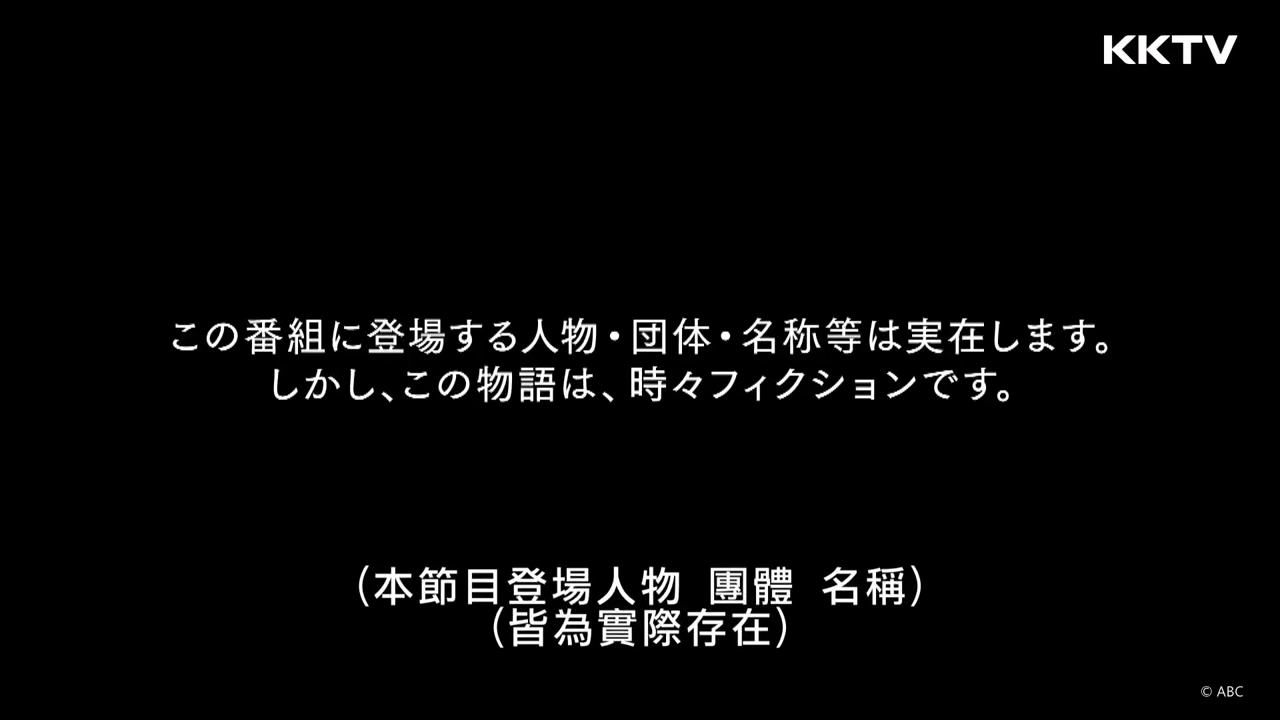 KKTV
この番組に登場する人物・団体・名称等は実在します。
しかし、この物語は、時々フィクションです。
(本節目登場人物 團體 名稱)
(皆為實際存在)
© ABC